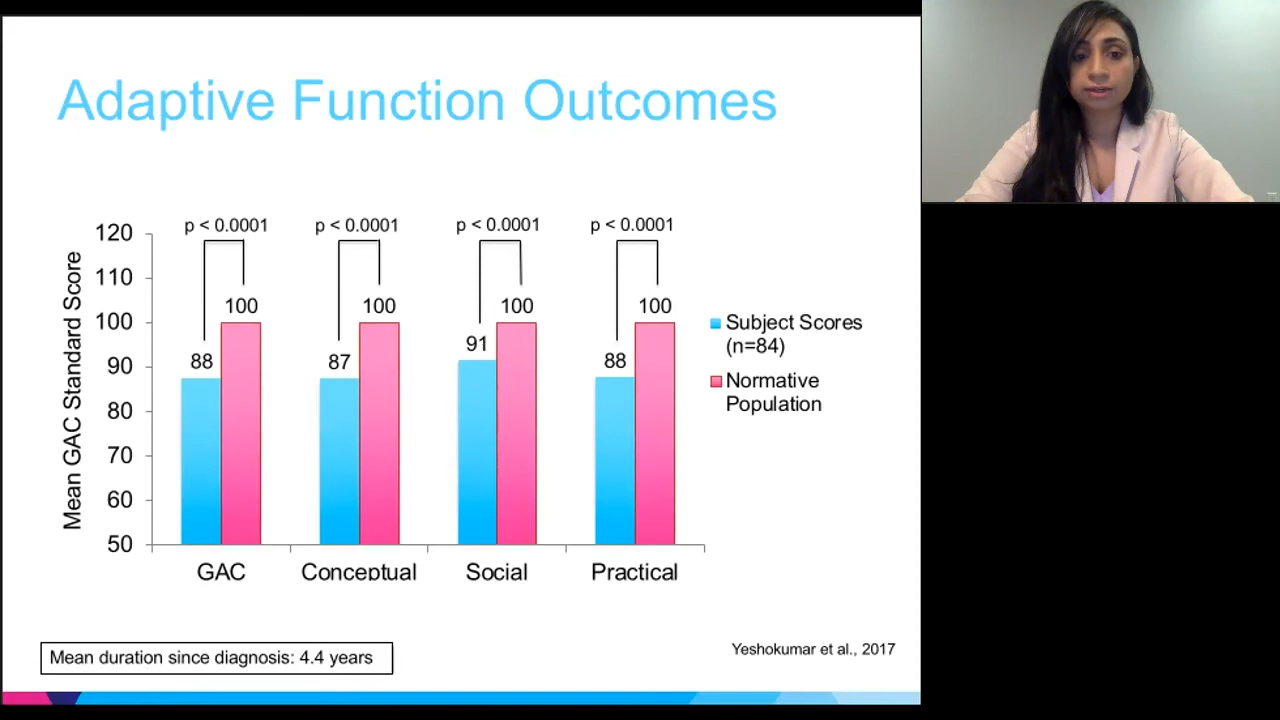 Adaptive Function Outcomes
p < 0.0001
p < 0.0001
p < 0.0001
p < 0.0001
Mean GAC Standard Score
120
110
100
90
80
70
60
50
88
100
87
100
91
100
88
100
GAC
Conceptual
Social
Practical
Subject Scores
(n=84)
Normative
Population
Mean duration since diagnosis: 4.4 years
Yeshokumar et al., 2017